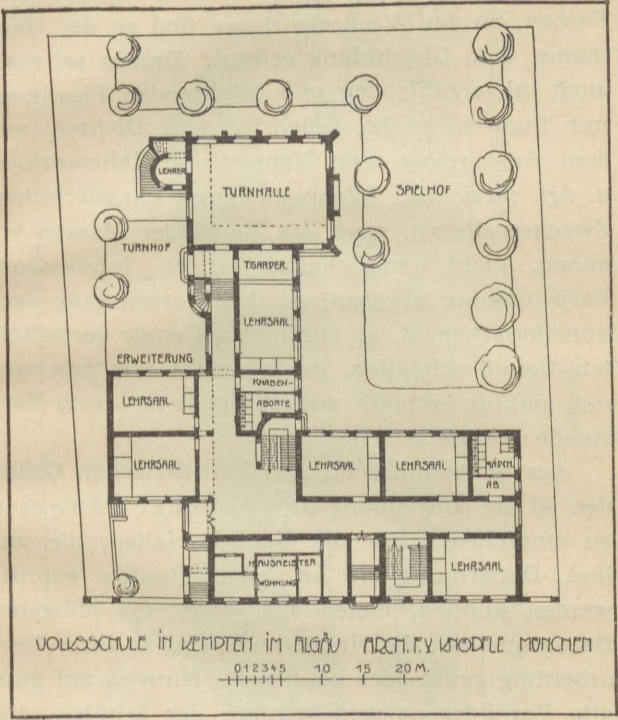 LEHRER
TURNHALLE
SPIELHOF
TURNHOF
T.GARDER.
LEHRSAAL
ERWEITERUNG
KNABEN-
ABORTE
LEHRSAAL
LEHRSAAL
LEHRSAAL
LEHRSAAL
MÄDCH.
AB.
HAUSMEISTER
WOHNUNG
LEHRSAAL
VOLKSSCHULE IN KEMPTEN IM ALGÄU ARCH. F. V. KNÖPFLE MÜNCHEN
0 1 2 3 4 5 10 15 20 M.